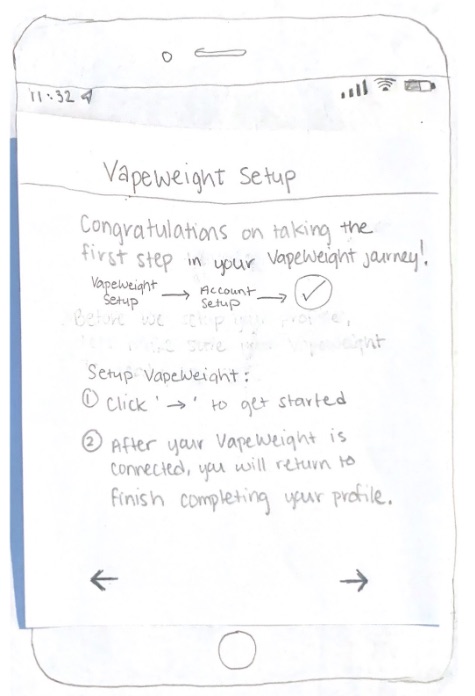 11:32
VapeWeight Setup
Congratulations on taking the
first step in your VapeWeight journey!
VapeWeight Setup → Account Setup → ✓
Before we setup your profile,
make sure your VapeWeight
Setup VapeWeight:
① Click '→' to get started
② After your VapeWeight is
connected, you will return to
finish completing your profile.
← →